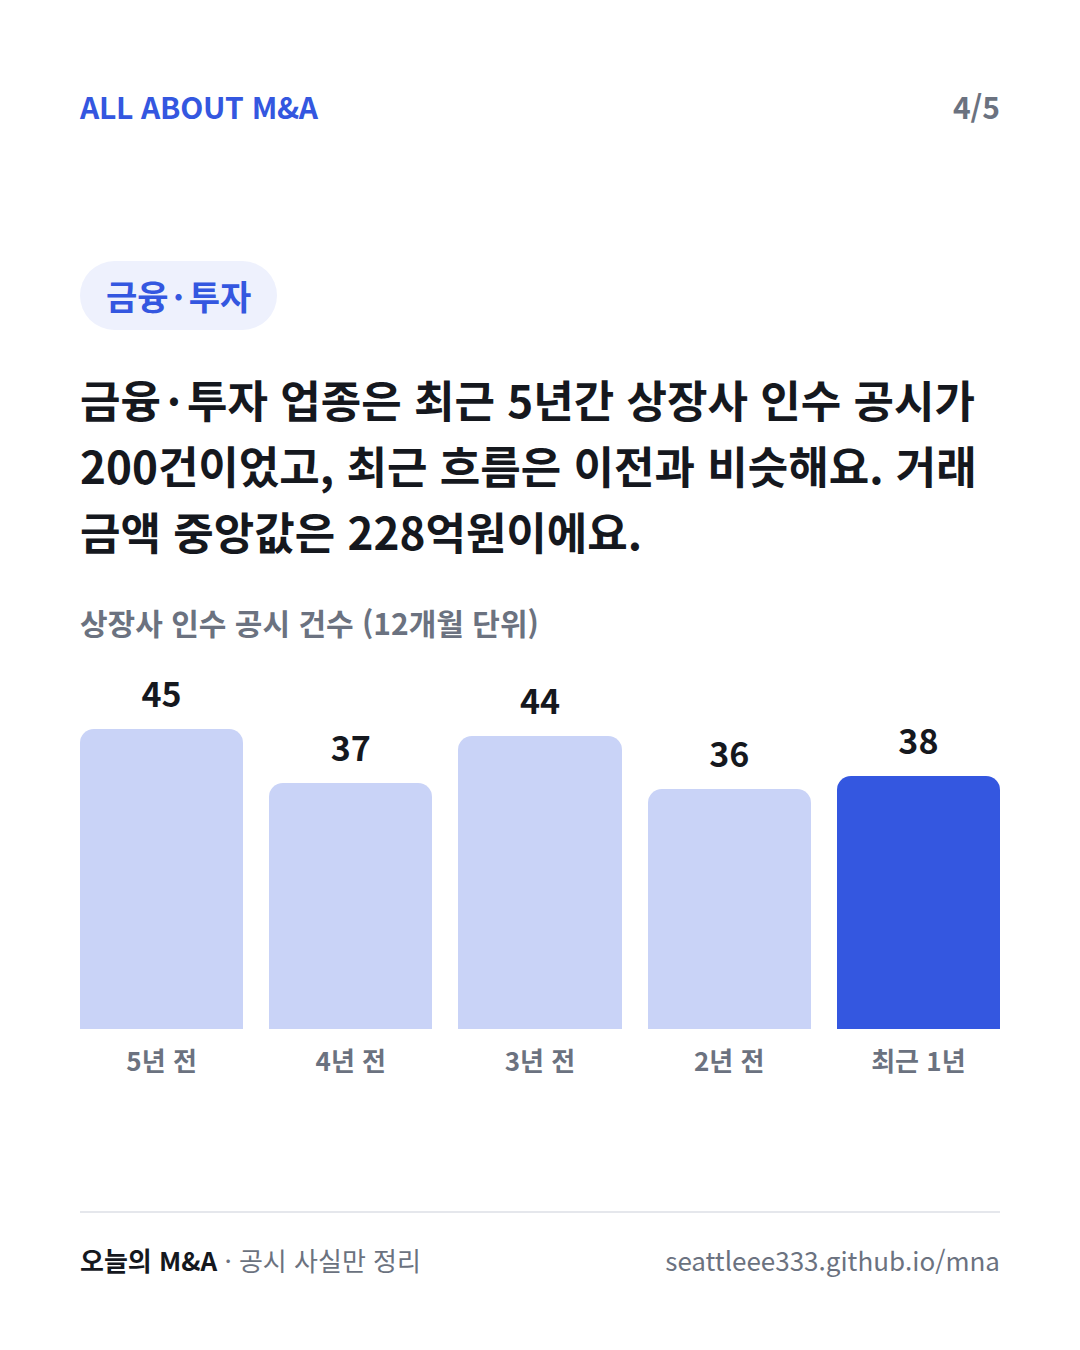 ALL ABOUT M&A
4/5
금융·투자
금융·투자 업종은 최근 5년간 상장사 인수 공시가
200건이었고, 최근 흐름은 이전과 비슷해요. 거래
금액 중앙값은 228억원이에요.
상장사 인수 공시 건수 (12개월 단위)
45
37
44
36
38
5년 전
4년 전
3년 전
2년 전
최근 1년
오늘의 M&A · 공시 사실만 정리
seattleee333.github.io/mna